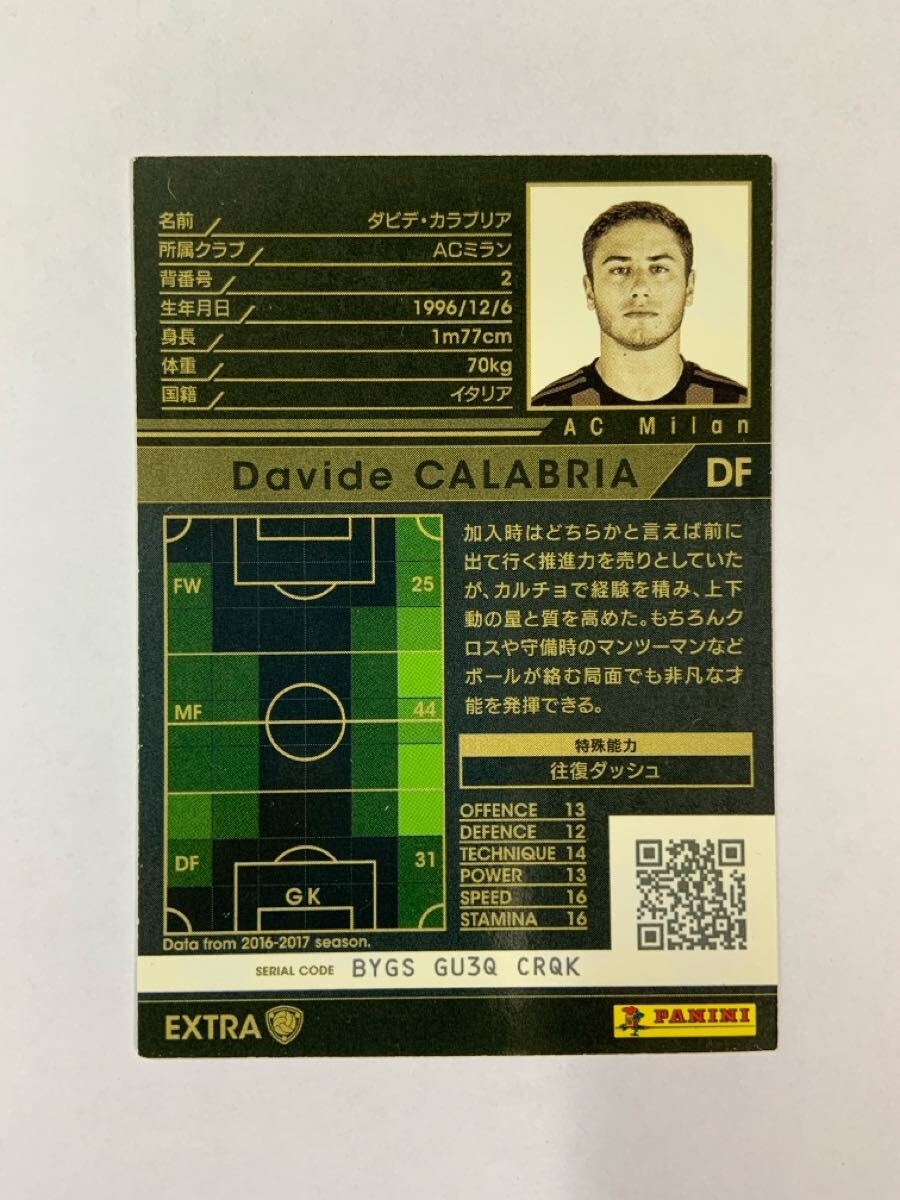 名前 ダビデ・カラブリア
所属クラブ ACミラン
背番号 2
生年月日 1996/12/6
身長 1m77cm
体重 70kg
国籍 イタリア
AC Milan
Davide CALABRIA DF
FW 25
MF 44
DF 31
GK
Data from 2016-2017 season.
加入時はどちらかと言えば前に
出て行く推進力を売りとしていた
が、カルチョで経験を積み、上下
動の量と質を高めた。もちろんク
ロスや守備時のマンツーマンなど
ボールが絡む局面でも非凡な才
能を発揮できる。
特殊能力
往復ダッシュ
OFFENCE 13
DEFENCE 12
TECHNIQUE 14
POWER 13
SPEED 16
STAMINA 16
SERIAL CODE BYGS GU3Q CRQK
EXTRA
PANINI